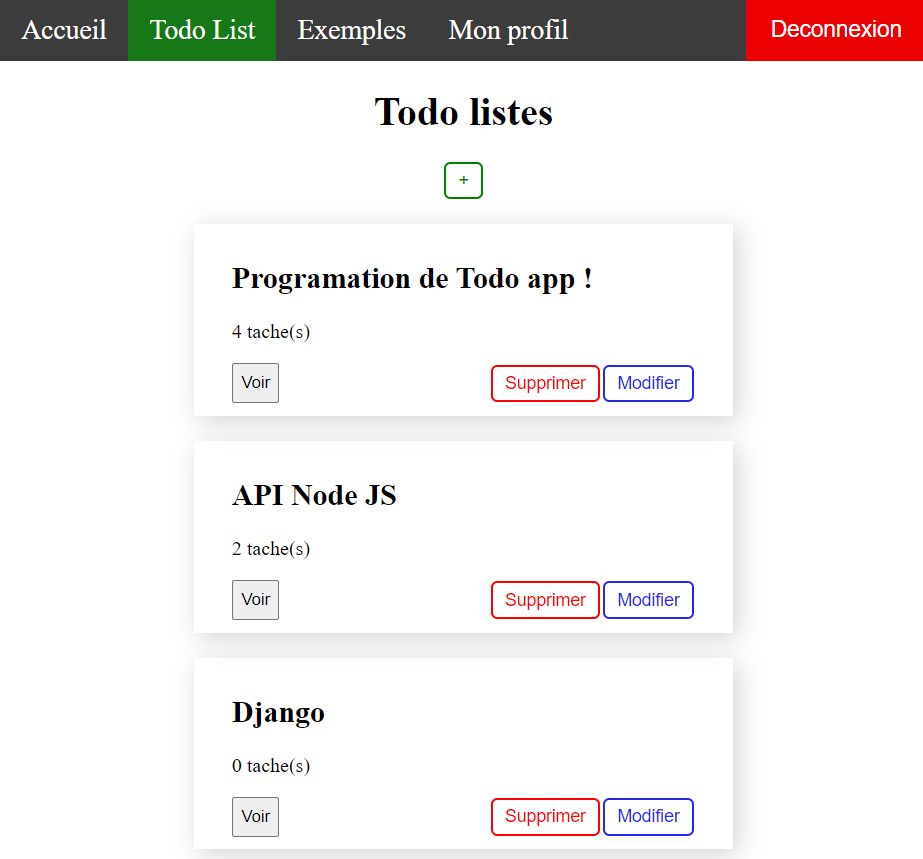 Accueil Todo List Exemples Mon profil Deconnexion
Todo listes
+
Programation de Todo app !
4 tache(s)
Voir Supprimer Modifier
API Node JS
2 tache(s)
Voir Supprimer Modifier
Django
0 tache(s)
Voir Supprimer Modifier